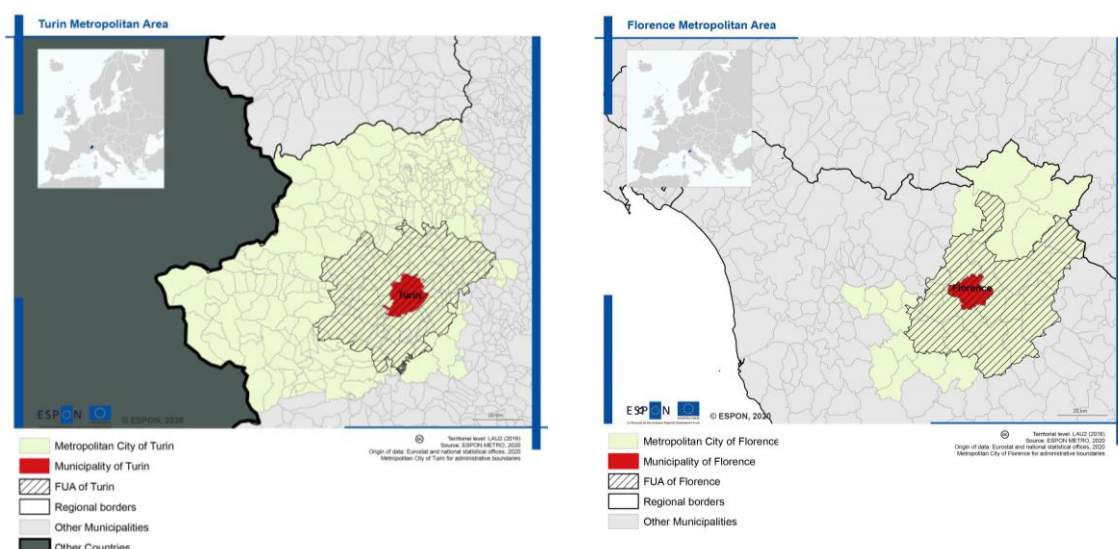 Turin Metropolitan Area
Turin
ESPON
© ESPON, 2020
20 km
Territorial level: LAU2 (2016)
Source: ESPON METRO, 2020
Origin of data: Eurostat and national statistical offices, 2020
Metropolitan City of Turin for administrative boundaries
Metropolitan City of Turin
Municipality of Turin
FUA of Turin
Regional borders
Other Municipalities
Other Countries
Florence Metropolitan Area
Florence
ESPON
© ESPON, 2020
20 km
Territorial level: LAU2 (2016)
Source: ESPON METRO, 2020
Origin of data: Eurostat and national statistical offices, 2020
Metropolitan City of Florence for administrative boundaries
Metropolitan City of Florence
Municipality of Florence
FUA of Florence
Regional borders
Other Municipalities